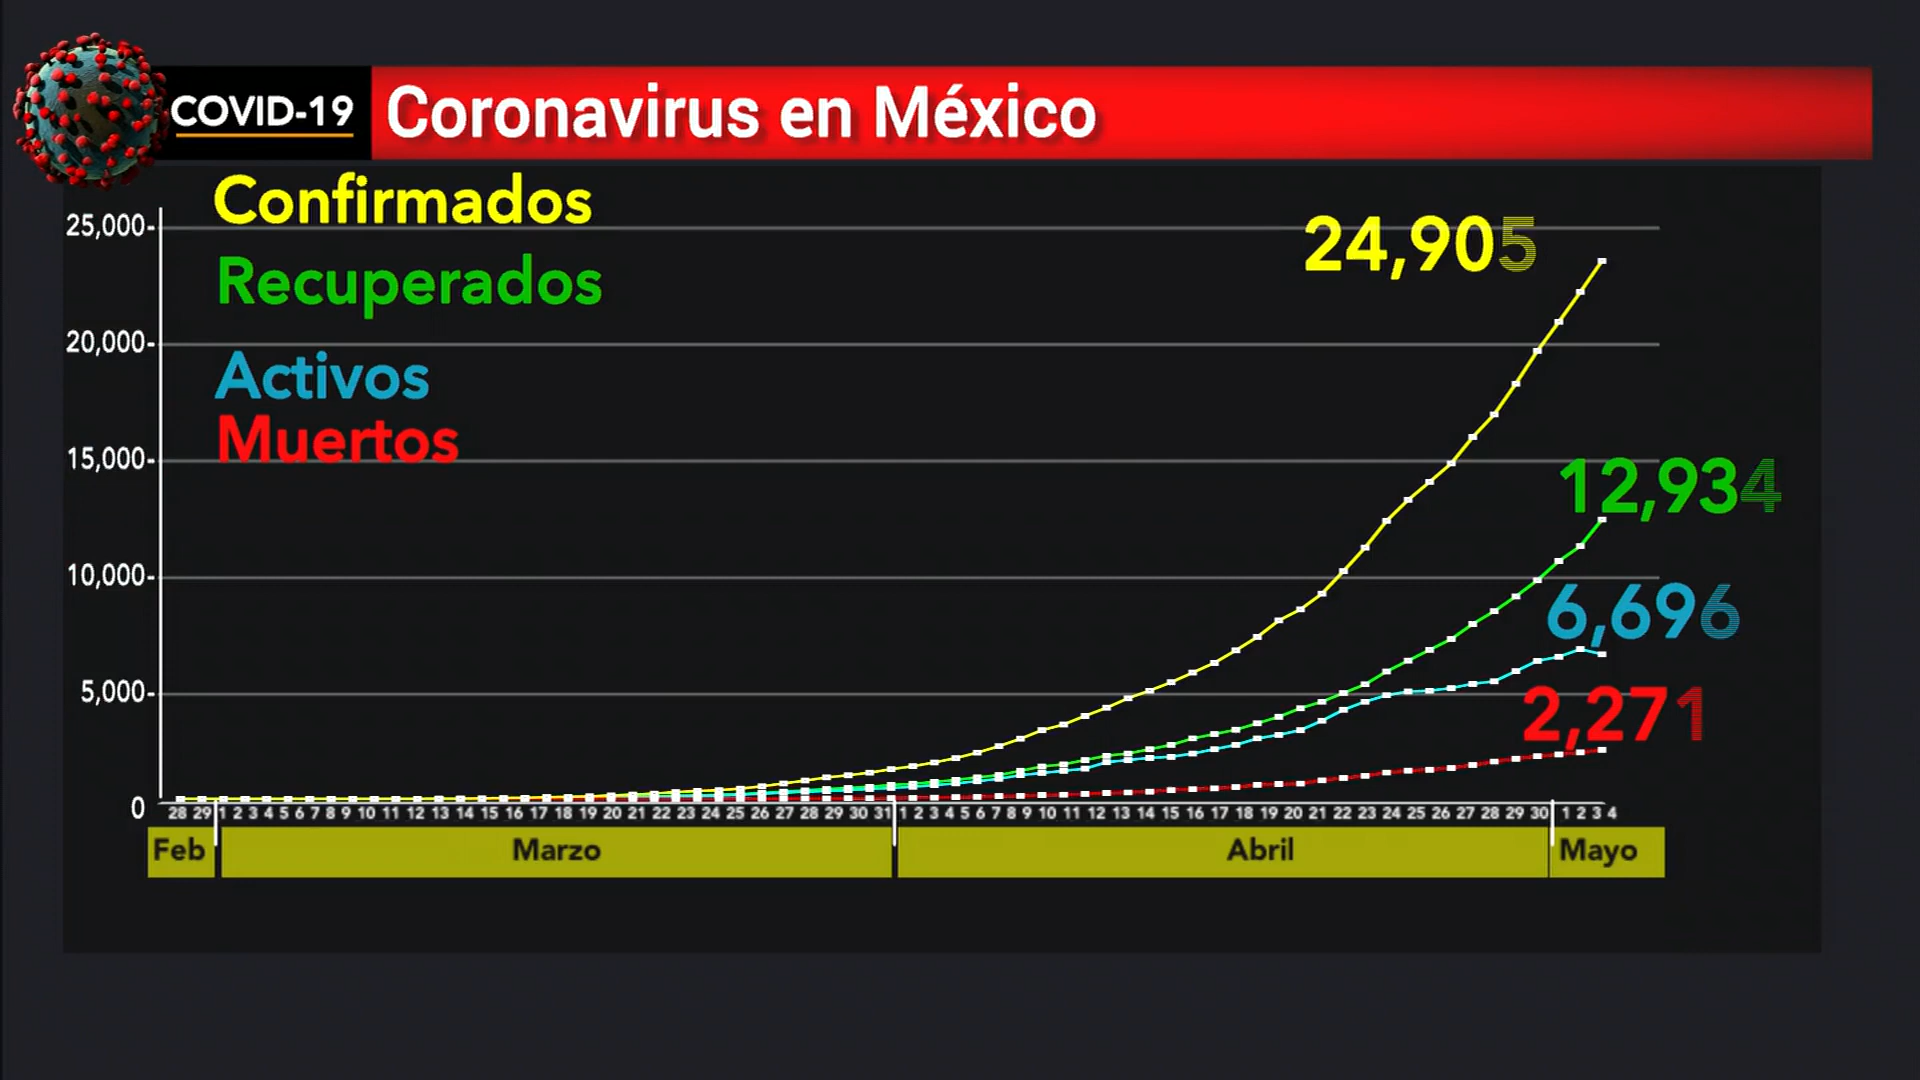 COVID-19
Coronavirus en México
Confirmados
Recuperados
Activos
Muertos
25,000
20,000
15,000
10,000
5,000
0
24,905
12,934
6,696
2,271
28 29 1 2 3 4 5 6 7 8 9 10 11 12 13 14 15 16 17 18 19 20 21 22 23 24 25 26 27 28 29 30 31 1 2 3 4 5 6 7 8 9 10 11 12 13 14 15 16 17 18 19 20 21 22 23 24 25 26 27 28 29 30 1 2 3 4
Feb Marzo Abril Mayo